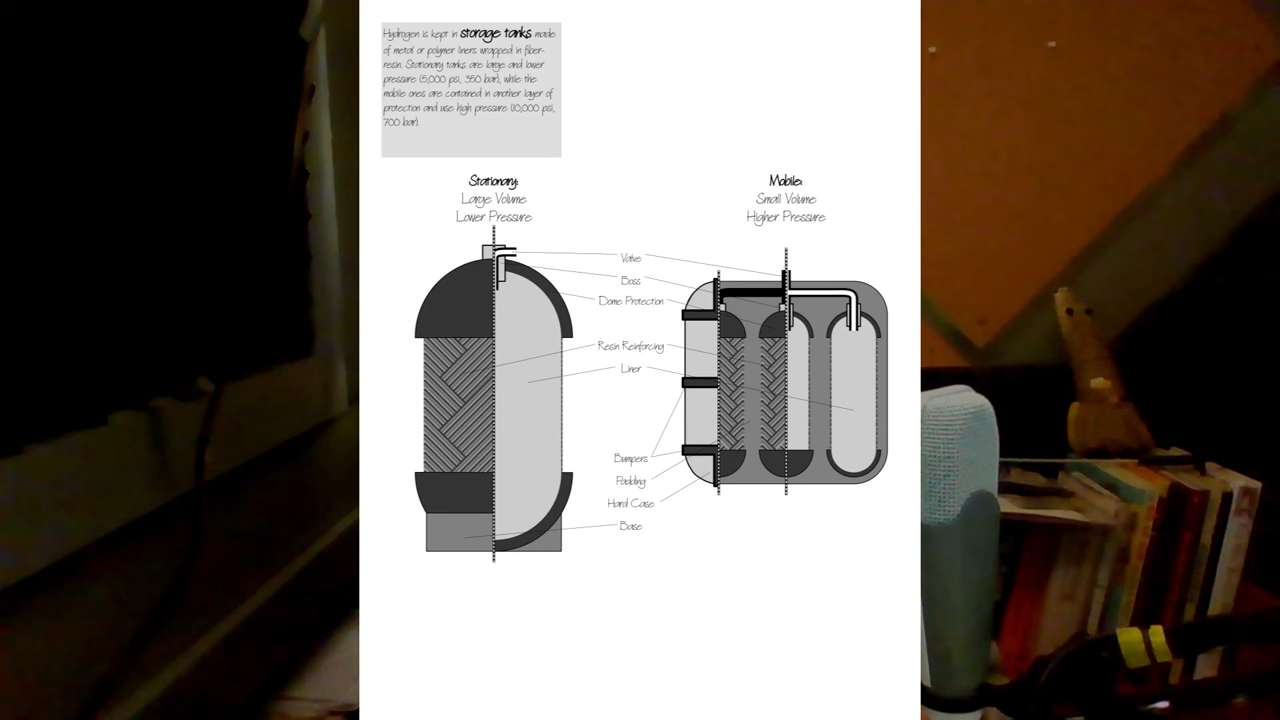 Hydrogen is kept in storage tanks made
of metal or polymer liners wrapped in fiber-
resin. Stationary tanks are large and lower
pressure (5,000 psi, 350 bar), while the
mobile ones are contained in another layer of
protection and use high pressure (10,000 psi,
700 bar).
Stationary:
Large Volume
Lower Pressure
Mobile:
Small Volume
Higher Pressure
Valve
Boss
Dome Protection
Resin Reinforcing
Liner
Bumpers
Padding
Hard Case
Base